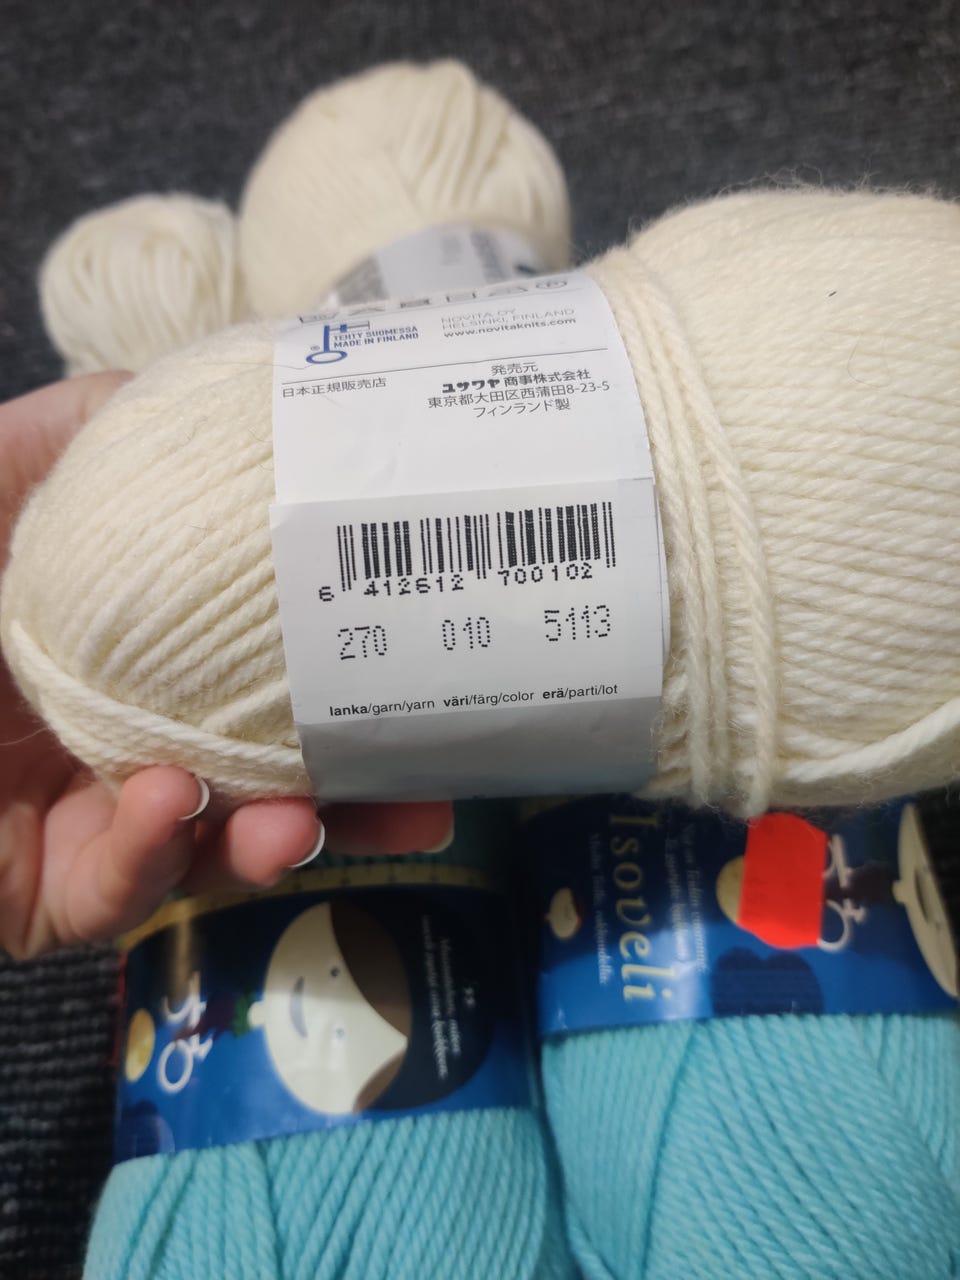 TEHTY SUOMESSA
MADE IN FINLAND
NOVITA OY
HELSINKI, FINLAND
www.novitaknits.com
日本正規販売店
発売元
ユザワヤ 商事株式会社
東京都大田区西蒲田8-23-5
フィンランド製
6 412612 700102
270 010 5113
lanka/garn/yarn väri/färg/color erä/parti/lot
Isoveli